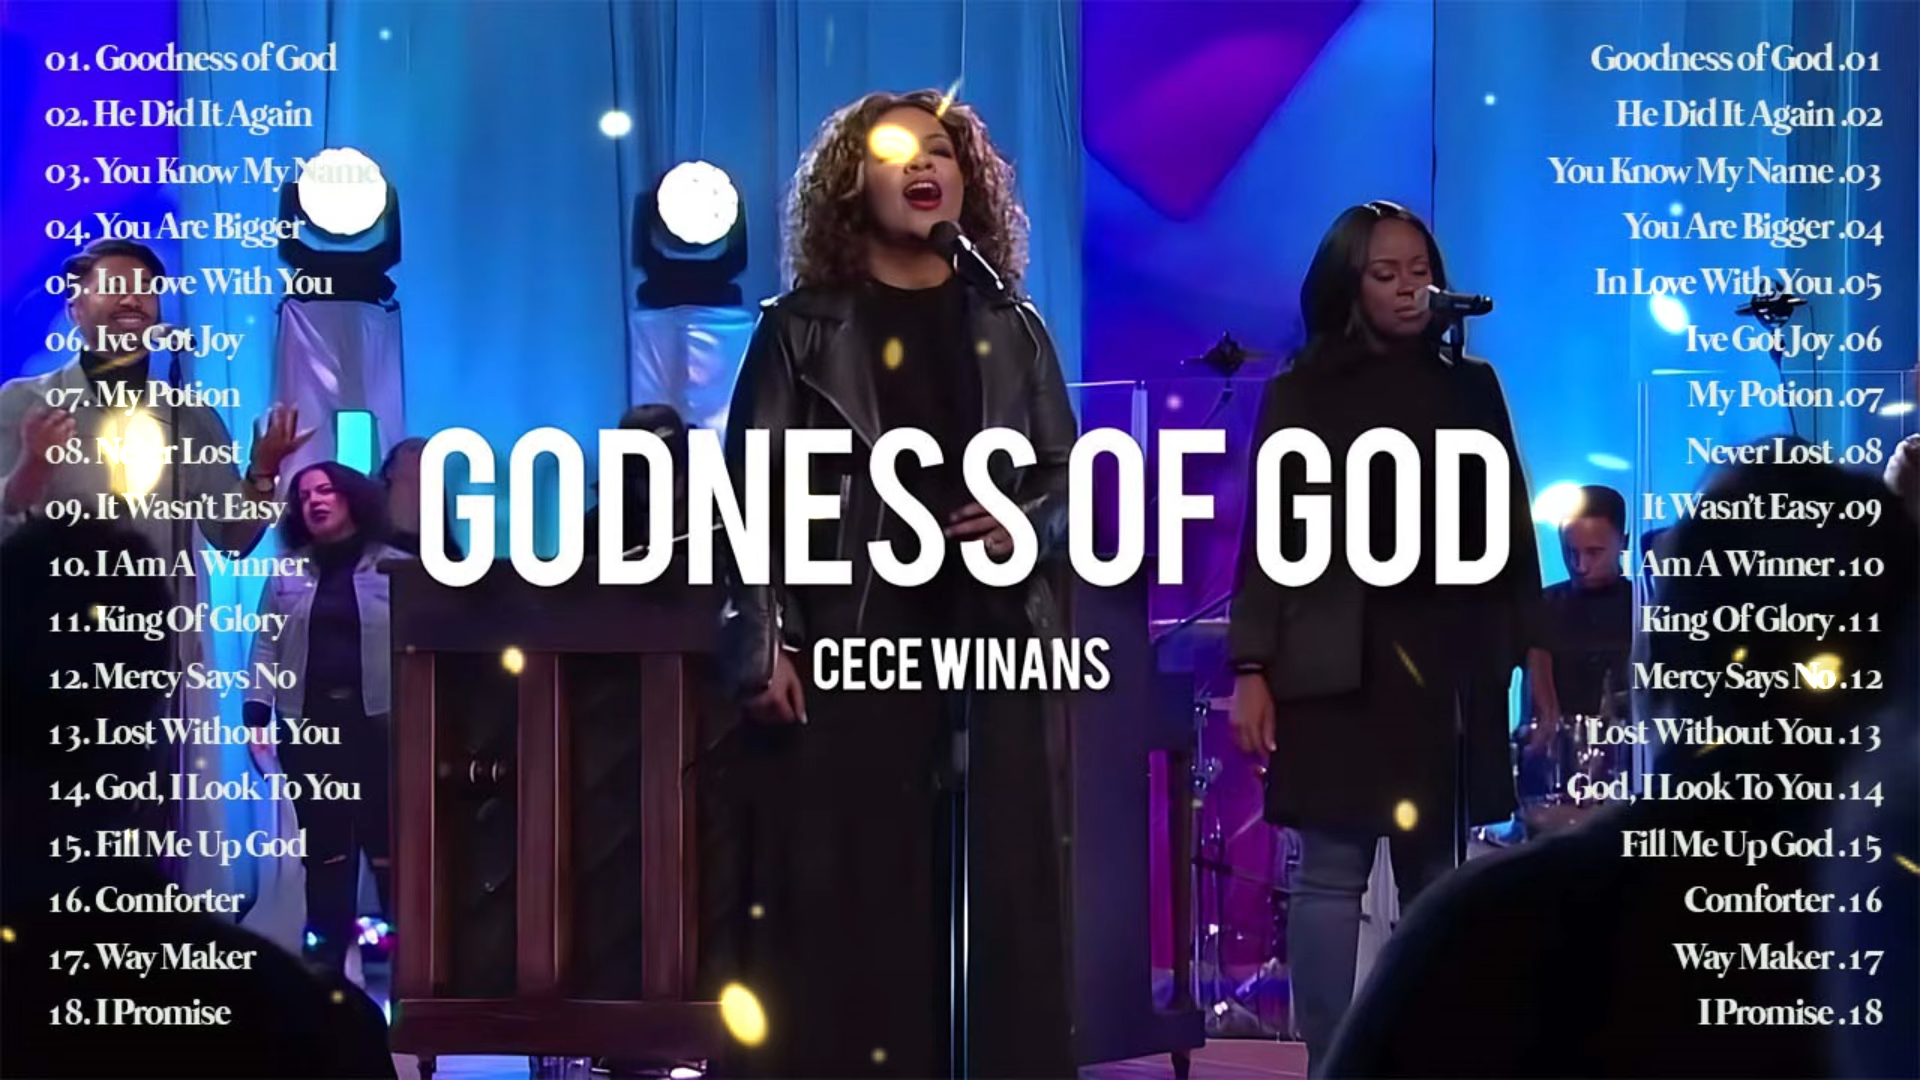 01. Goodness of God
02. He Did It Again
03. You Know My Name
04. You Are Bigger
05. In Love With You
06. Ive Got Joy
07. My Potion
08. Never Lost
09. It Wasn't Easy
10. I Am A Winner
11. King Of Glory
12. Mercy Says No
13. Lost Without You
14. God, I Look To You
15. Fill Me Up God
16. Comforter
17. Way Maker
18. I Promise
GODNESS OF GOD
CECE WINANS
Goodness of God .01
He Did It Again .02
You Know My Name .03
You Are Bigger .04
In Love With You .05
Ive Got Joy .06
My Potion .07
Never Lost .08
It Wasn't Easy .09
I Am A Winner .10
King Of Glory .11
Mercy Says No .12
Lost Without You .13
God, I Look To You .14
Fill Me Up God .15
Comforter .16
Way Maker .17
I Promise .18